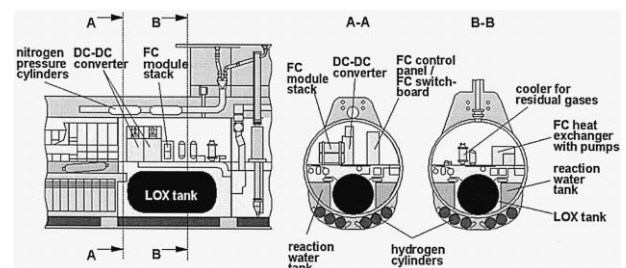 A
B
nitrogen
pressure
cylinders
DC-DC
converter
FC
module
stack
LOX tank
A
B
A-A
FC
module
stack
DC-DC
converter
FC control
panel /
FC switch-
board
reaction
water
tank
hydrogen
cylinders
B-B
cooler for
residual gases
FC heat
exchanger
with pumps
reaction
water
tank
LOX tank